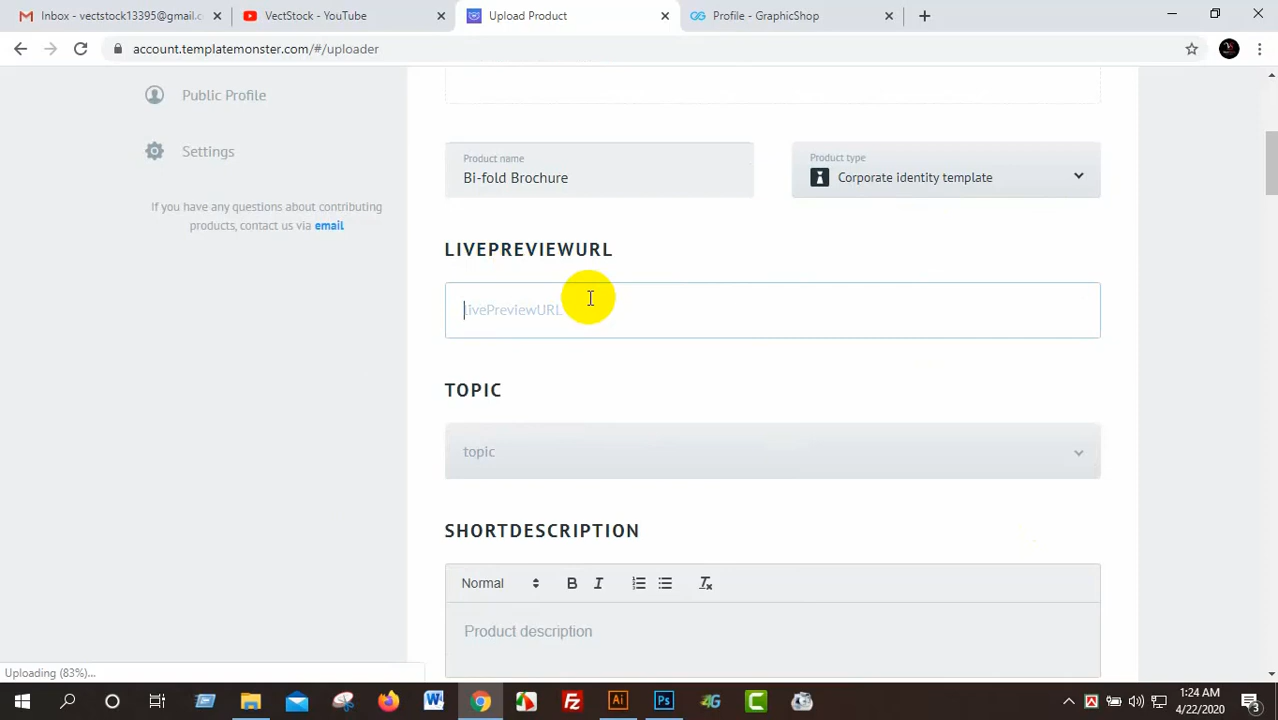 Inbox - vectstock13395@gmail.c
VectStock - YouTube
Upload Product
Profile - GraphicShop
account.templatemonster.com/#/uploader
Public Profile
Settings
If you have any questions about contributing
products, contact us via email
Product name
Bi-fold Brochure
Product type
Corporate identity template
LIVEPREVIEWURL
livePreviewURL
TOPIC
topic
SHORTDESCRIPTION
Normal
Product description
Uploading (83%)...
1:24 AM
4/22/2020
3